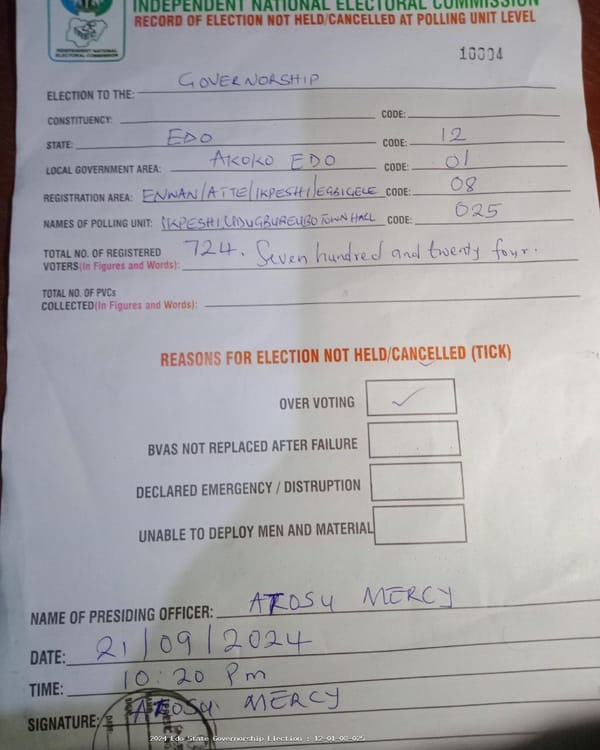 INDEPENDENT NATIONAL ELECTORAL COMMISSION
RECORD OF ELECTION NOT HELD/CANCELLED AT POLLING UNIT LEVEL
INDEPENDENT NATIONAL
ELECTORAL COMMISSION
10004
ELECTION TO THE: GOVERNORSHIP
CONSTITUENCY: CODE:
STATE: EDO CODE: 12
LOCAL GOVERNMENT AREA: AKOKO EDO CODE: 01
REGISTRATION AREA: ENWAN/ATTE/IKPESHI/EGBIGELE CODE: 08
NAMES OF POLLING UNIT: IKPESHI, TOWN HALL CODE: 025
TOTAL NO. OF REGISTERED
VOTERS(In Figures and Words): 724. Seven hundred and twenty four.
TOTAL NO. OF PVCs
COLLECTED(In Figures and Words):
REASONS FOR ELECTION NOT HELD/CANCELLED (TICK)
OVER VOTING ✓
BVAS NOT REPLACED AFTER FAILURE
DECLARED EMERGENCY / DISTRUPTION
UNABLE TO DEPLOY MEN AND MATERIAL
NAME OF PRESIDING OFFICER: MERCY
DATE: 21/09/2024
TIME: 10:20 Pm
SIGNATURE: MERCY
2024 Edo State Governorship Election : 12-01-08-025